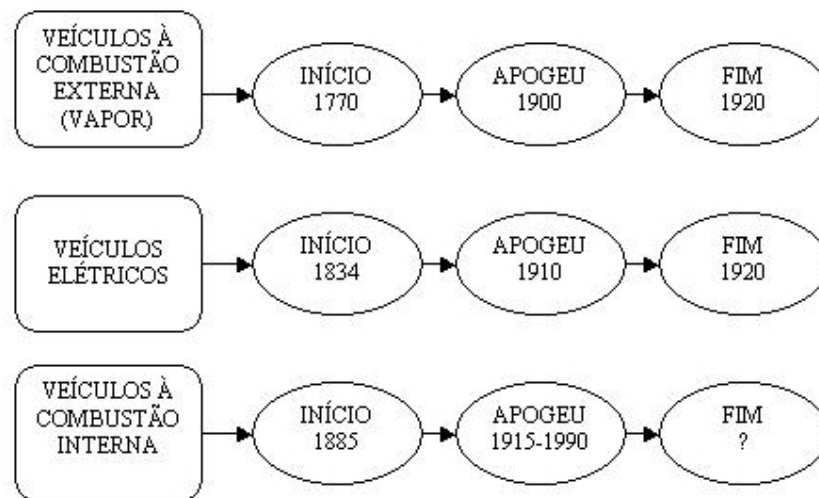 VEÍCULOS À
COMBUSTÃO
EXTERNA
(VAPOR)
INÍCIO
1770
APOGEU
1900
FIM
1920
VEÍCULOS
ELÉTRICOS
INÍCIO
1834
APOGEU
1910
FIM
1920
VEÍCULOS À
COMBUSTÃO
INTERNA
INÍCIO
1885
APOGEU
1915-1990
FIM
?